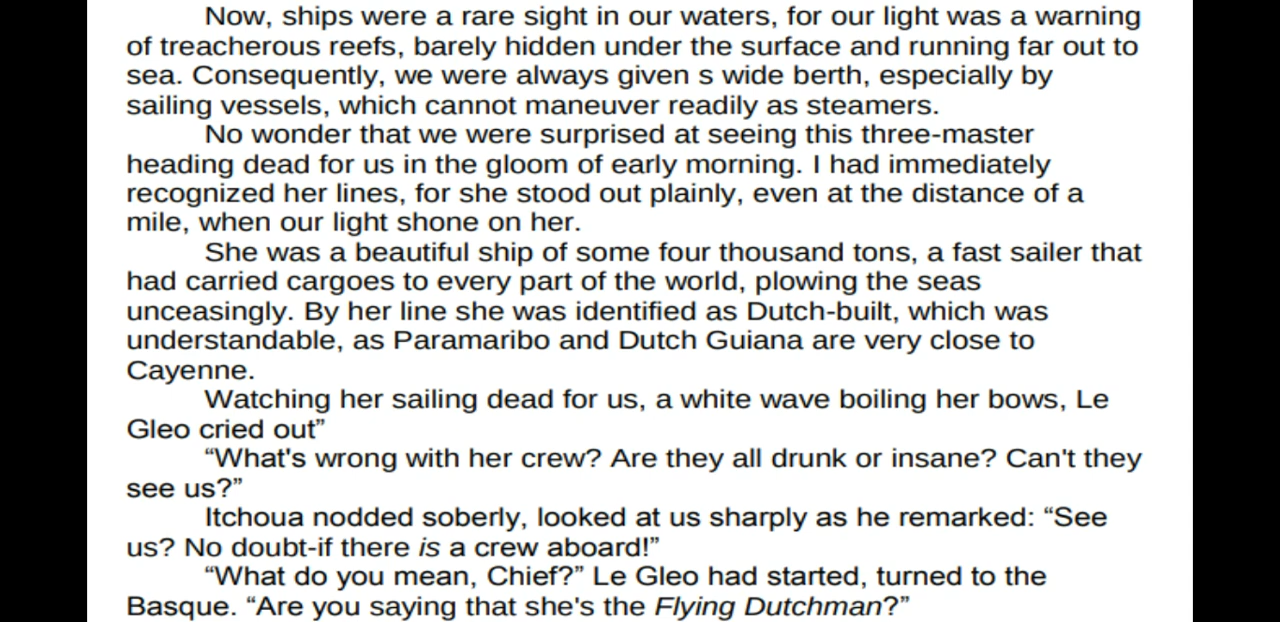 Now, ships were a rare sight in our waters, for our light was a warning
of treacherous reefs, barely hidden under the surface and running far out to
sea. Consequently, we were always given s wide berth, especially by
sailing vessels, which cannot maneuver readily as steamers.
No wonder that we were surprised at seeing this three-master
heading dead for us in the gloom of early morning. I had immediately
recognized her lines, for she stood out plainly, even at the distance of a
mile, when our light shone on her.
She was a beautiful ship of some four thousand tons, a fast sailer that
had carried cargoes to every part of the world, plowing the seas
unceasingly. By her line she was identified as Dutch-built, which was
understandable, as Paramaribo and Dutch Guiana are very close to
Cayenne.
Watching her sailing dead for us, a white wave boiling her bows, Le
Gleo cried out”
“What's wrong with her crew? Are they all drunk or insane? Can't they
see us?”
Itchoua nodded soberly, looked at us sharply as he remarked: “See
us? No doubt-if there is a crew aboard!”
“What do you mean, Chief?” Le Gleo had started, turned to the
Basque. “Are you saying that she's the Flying Dutchman?”